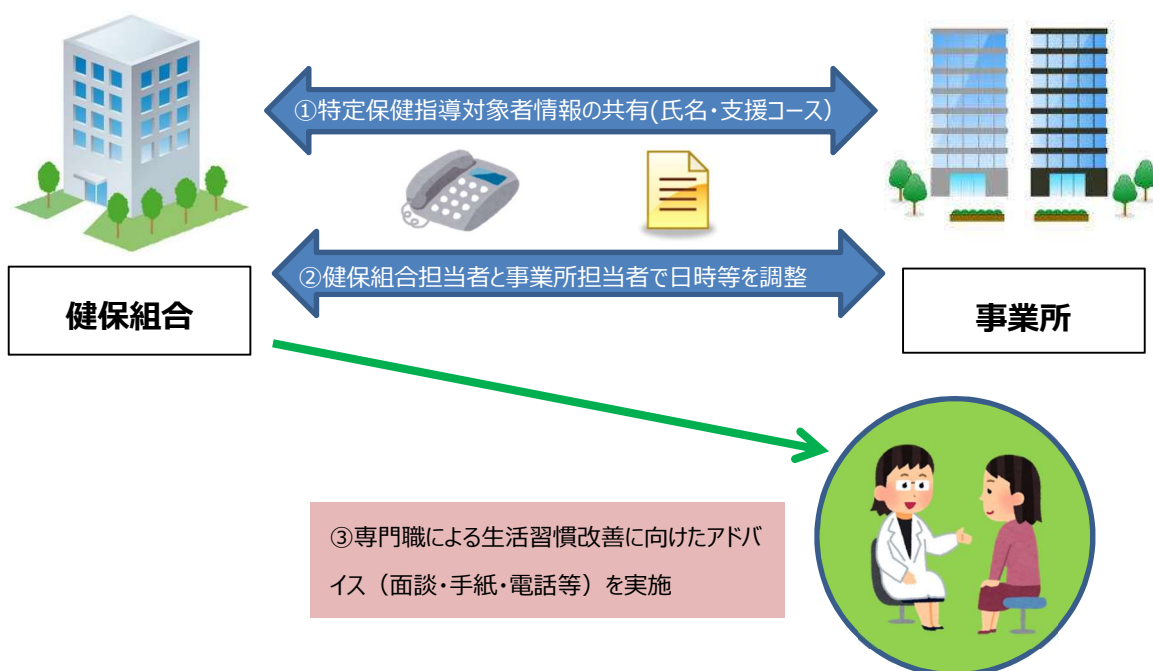 ①特定保健指導対象者情報の共有(氏名・支援コース）
②健保組合担当者と事業所担当者で日時等を調整
健保組合
事業所
③専門職による生活習慣改善に向けたアドバ
イス（面談・手紙・電話等）を実施